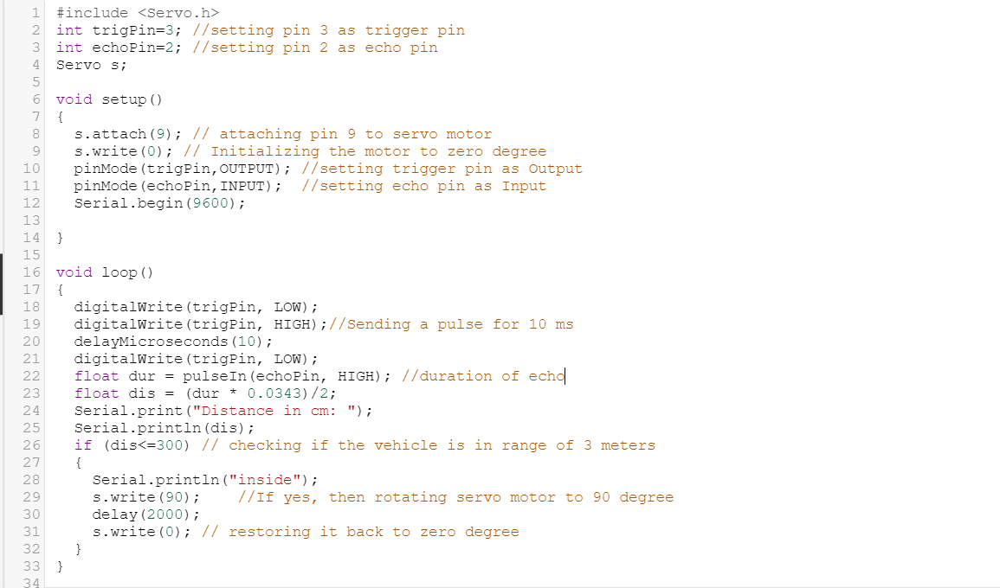 1 #include <Servo.h>
2 int trigPin=3; //setting pin 3 as trigger pin
3 int echoPin=2; //setting pin 2 as echo pin
4 Servo s;
5
6 void setup()
7 {
8   s.attach(9); // attaching pin 9 to servo motor
9   s.write(0); // Initializing the motor to zero degree
10   pinMode(trigPin,OUTPUT); //setting trigger pin as Output
11   pinMode(echoPin,INPUT);  //setting echo pin as Input
12   Serial.begin(9600);
13
14 }
15
16 void loop()
17 {
18   digitalWrite(trigPin, LOW);
19   digitalWrite(trigPin, HIGH);//Sending a pulse for 10 ms
20   delayMicroseconds(10);
21   digitalWrite(trigPin, LOW);
22   float dur = pulseIn(echoPin, HIGH); //duration of echo
23   float dis = (dur * 0.0343)/2;
24   Serial.print("Distance in cm: ");
25   Serial.println(dis);
26   if (dis<=300) // checking if the vehicle is in range of 3 meters
27   {
28     Serial.println("inside");
29     s.write(90);    //If yes, then rotating servo motor to 90 degree
30     delay(2000);
31     s.write(0); // restoring it back to zero degree
32   }
33 }
34